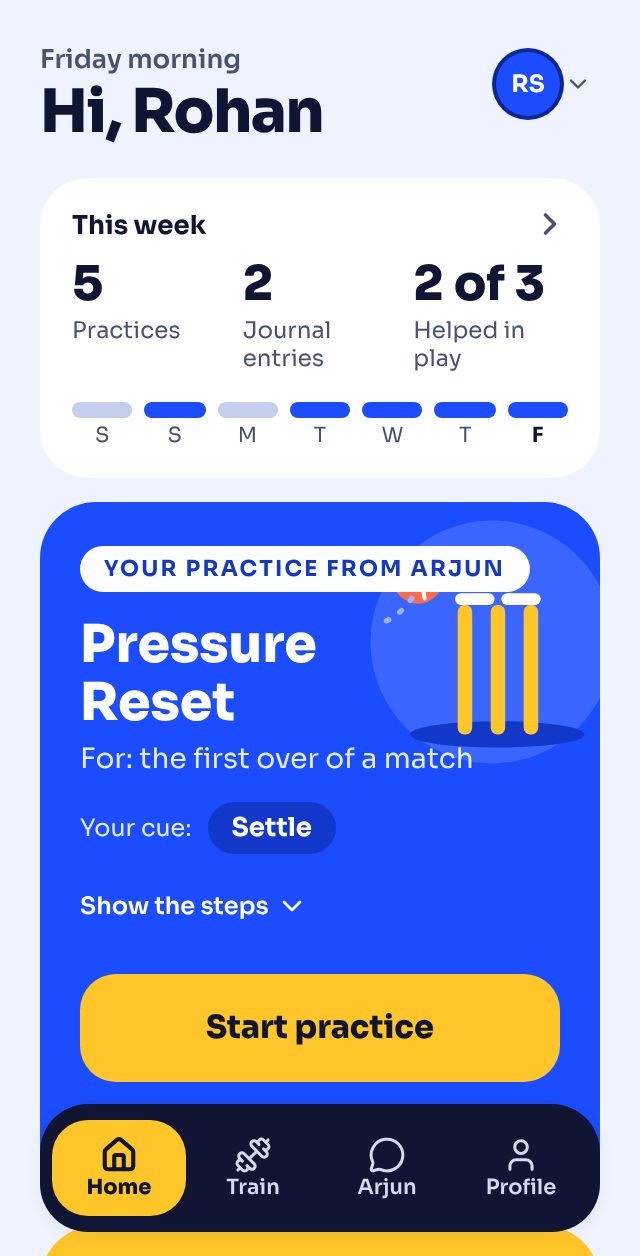 Friday morning
Hi, Rohan
RS
This week
5
Practices
2
Journal
entries
2 of 3
Helped in
play
S S M T W T F
YOUR PRACTICE FROM ARJUN
Pressure
Reset
For: the first over of a match
Your cue: Settle
Show the steps
Start practice
Home Train Arjun Profile